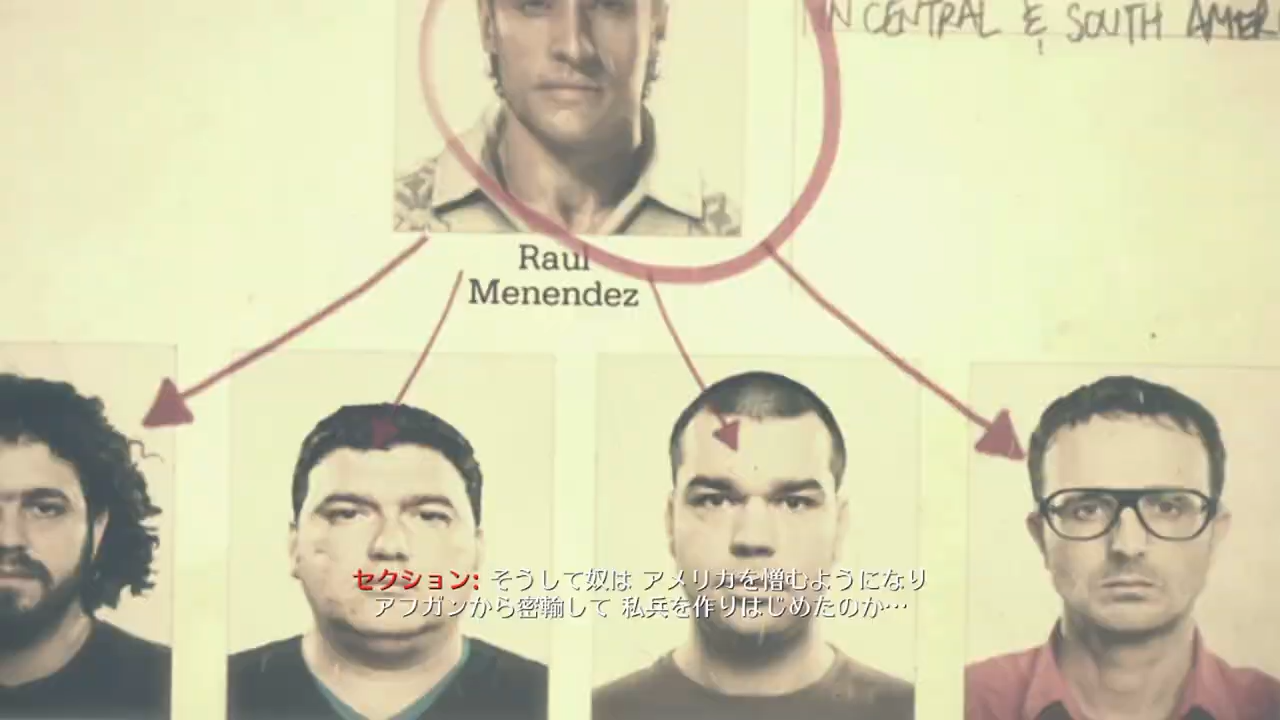 N CENTRAL & SOUTH AMER
Raul
Menendez
セクション: そうして奴は アメリカを憎むようになり
アフガンから密輸して 私兵を作りはじめたのか…